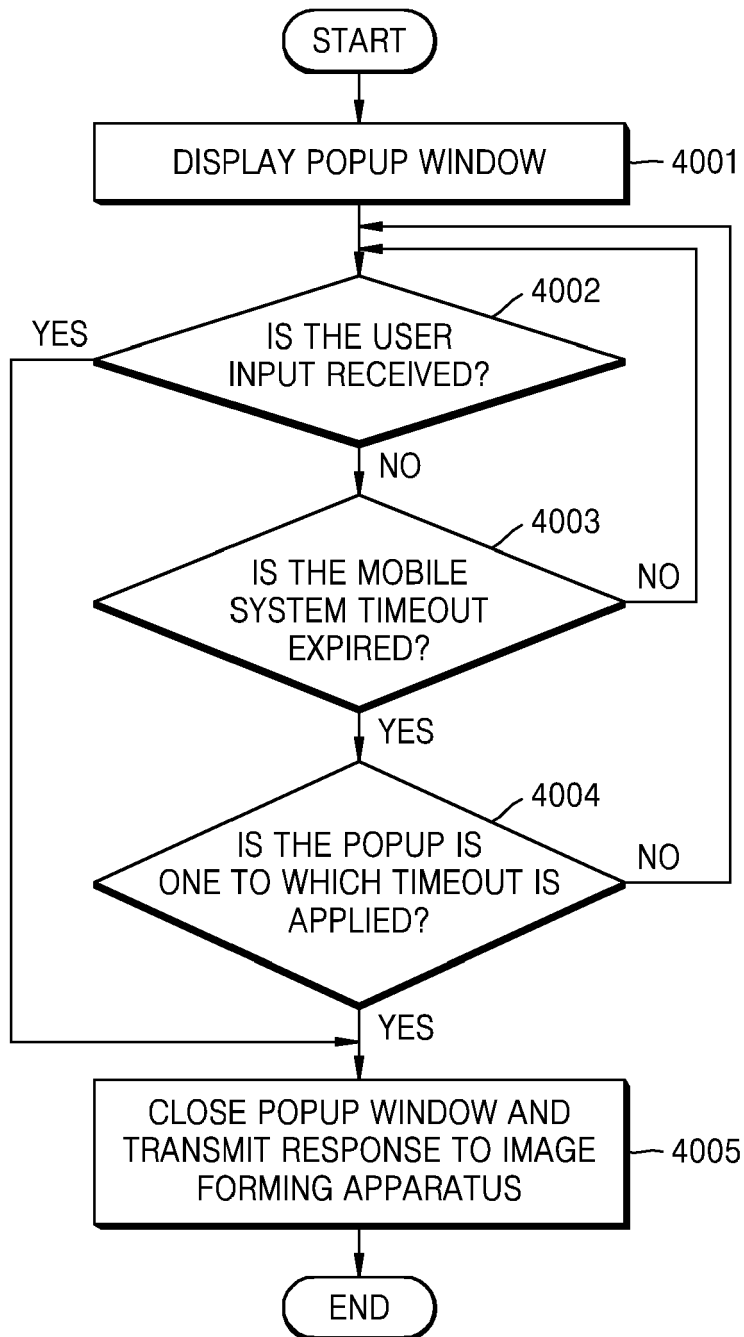 START
DISPLAY POPUP WINDOW
4001
4002
YES
IS THE USER
INPUT RECEIVED?
NO
4003
IS THE MOBILE
SYSTEM TIMEOUT
EXPIRED?
NO
YES
4004
IS THE POPUP IS
ONE TO WHICH TIMEOUT IS
APPLIED?
NO
YES
CLOSE POPUP WINDOW AND
TRANSMIT RESPONSE TO IMAGE
FORMING APPARATUS
4005
END